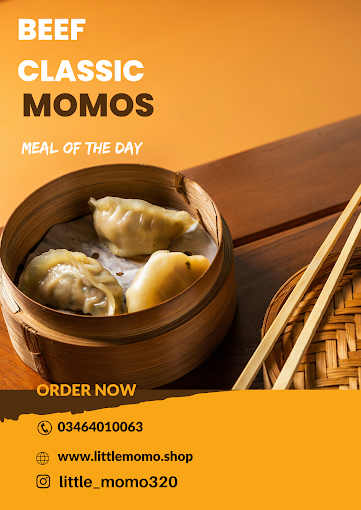 BEEF
CLASSIC
MOMOS
MEAL OF THE DAY
ORDER NOW
03464010063
www.littlemomo.shop
little_momo320